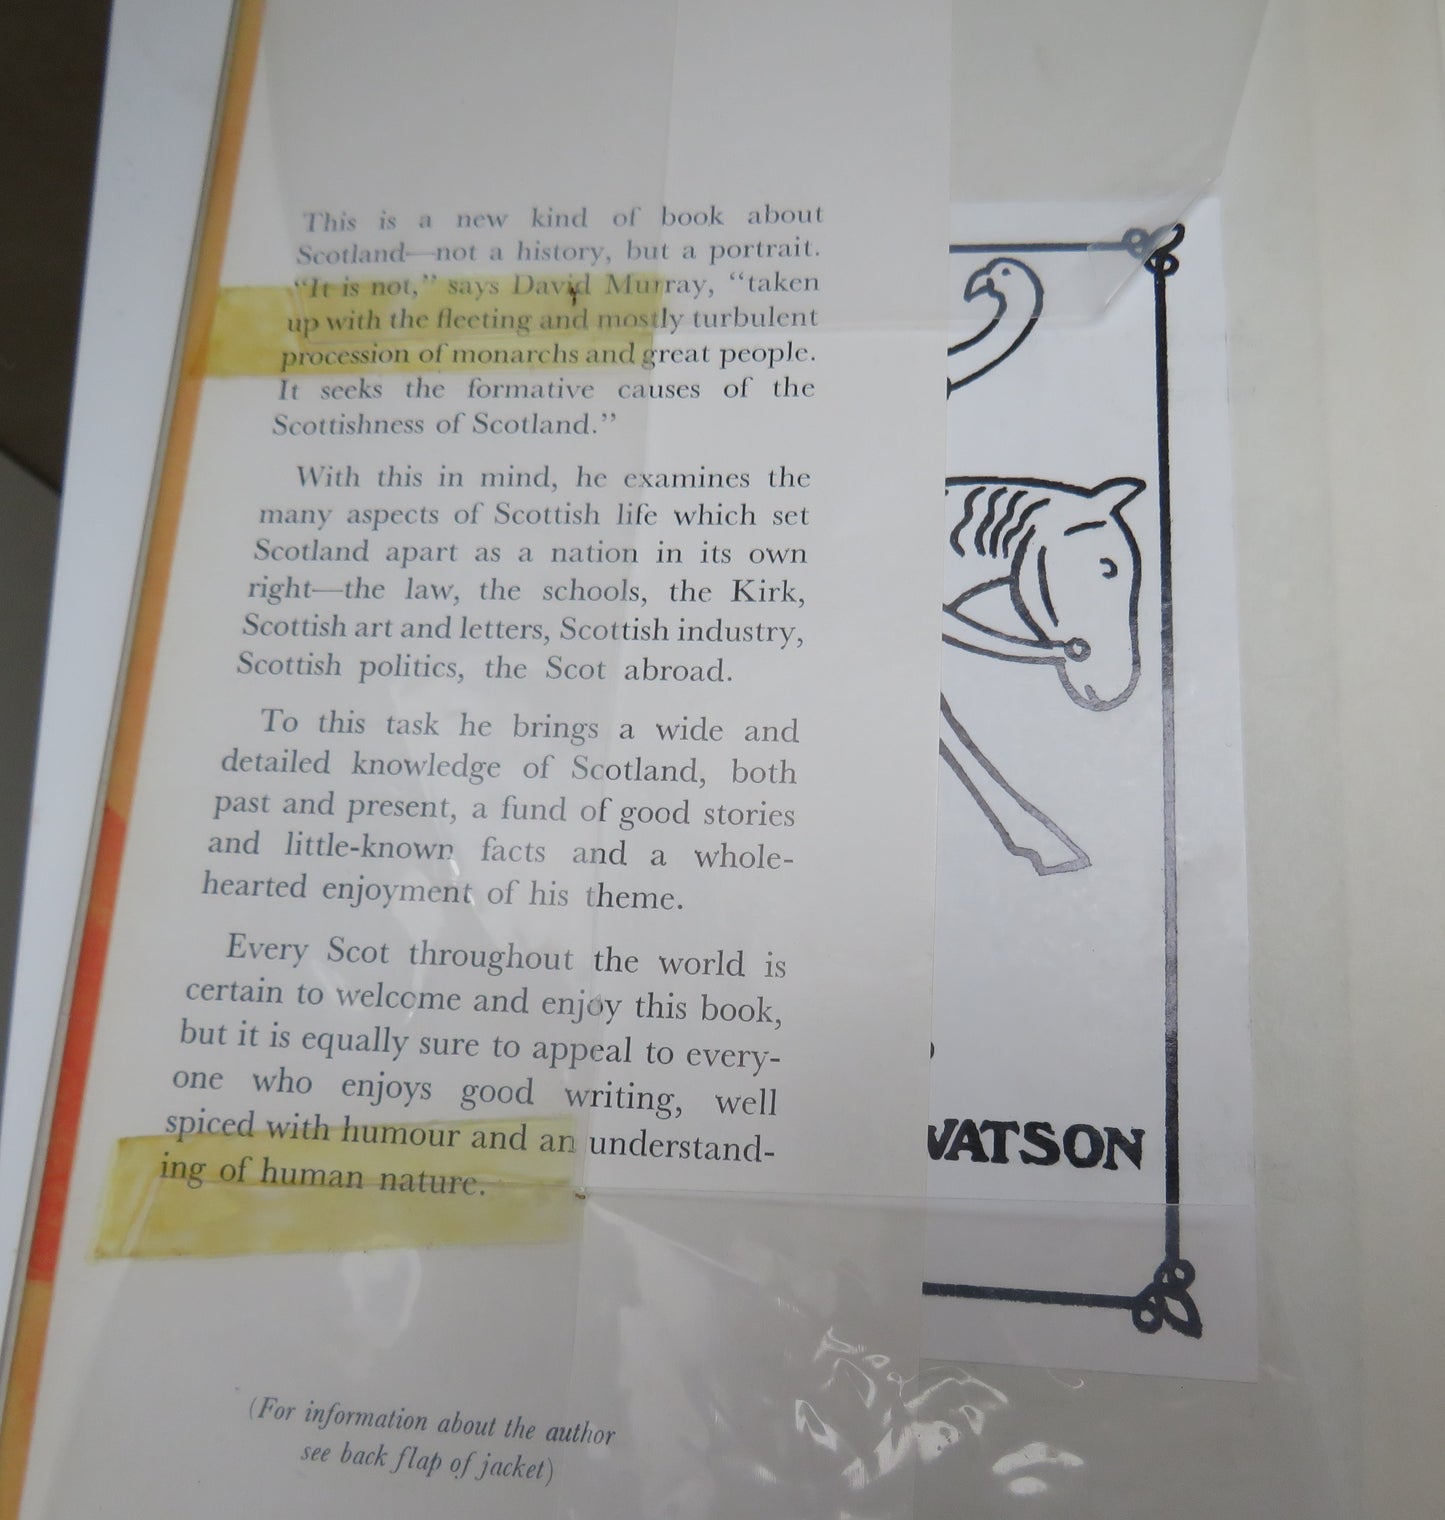 This is a new kind of book about
Scotland—not a history, but a portrait.
“It is not,” says David Murray, “taken
up with the fleeting and mostly turbulent
procession of monarchs and great people.
It seeks the formative causes of the
Scottishness of Scotland.”
With this in mind, he examines the
many aspects of Scottish life which set
Scotland apart as a nation in its own
right—the law, the schools, the Kirk,
Scottish art and letters, Scottish industry,
Scottish politics, the Scot abroad.
To this task he brings a wide and
detailed knowledge of Scotland, both
past and present, a fund of good stories
and little-known facts and a whole-
hearted enjoyment of his theme.
Every Scot throughout the world is
certain to welcome and enjoy this book,
but it is equally sure to appeal to every-
one who enjoys good writing, well
spiced with humour and an understand-
ing of human nature.
(For information about the author
see back flap of jacket)
WATSON